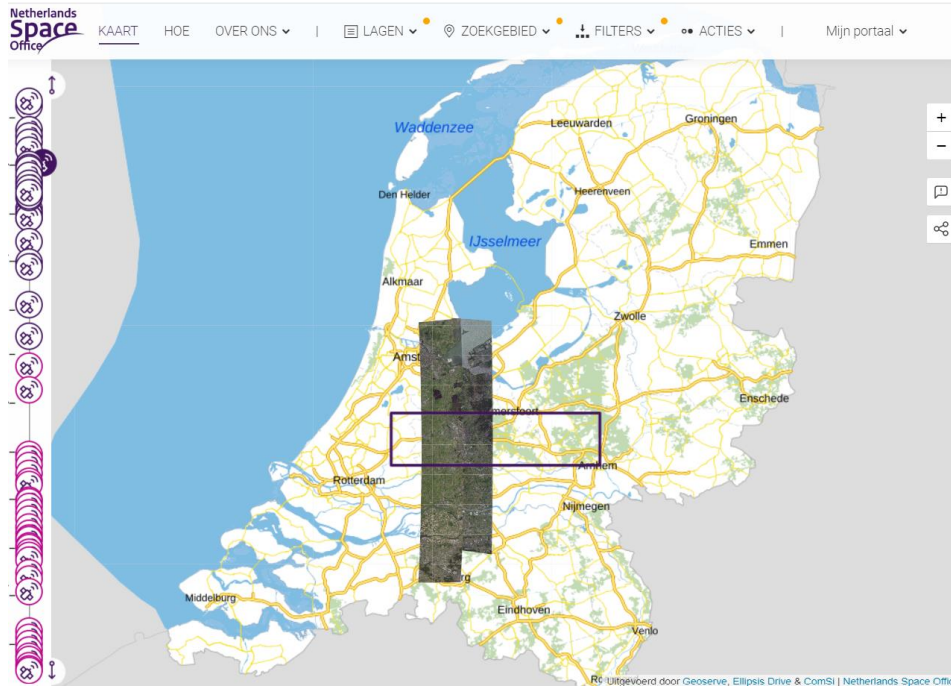 Netherlands
Space
Office
KAART HOE OVER ONS | LAGEN ZOEKGEBIED FILTERS ACTIES | Mijn portaal
+
−
Waddenzee
Leeuwarden
Groningen
Den Helder
Heerenveen
IJsselmeer
Emmen
Alkmaar
Zwolle
Amst
Enschede
mersfoort
Arnhem
Rotterdam
Nijmegen
rg
Middelburg
Eindhoven
Venlo
Uitgevoerd door Geoserve, Ellipsis Drive & ComSi | Netherlands Space Offi